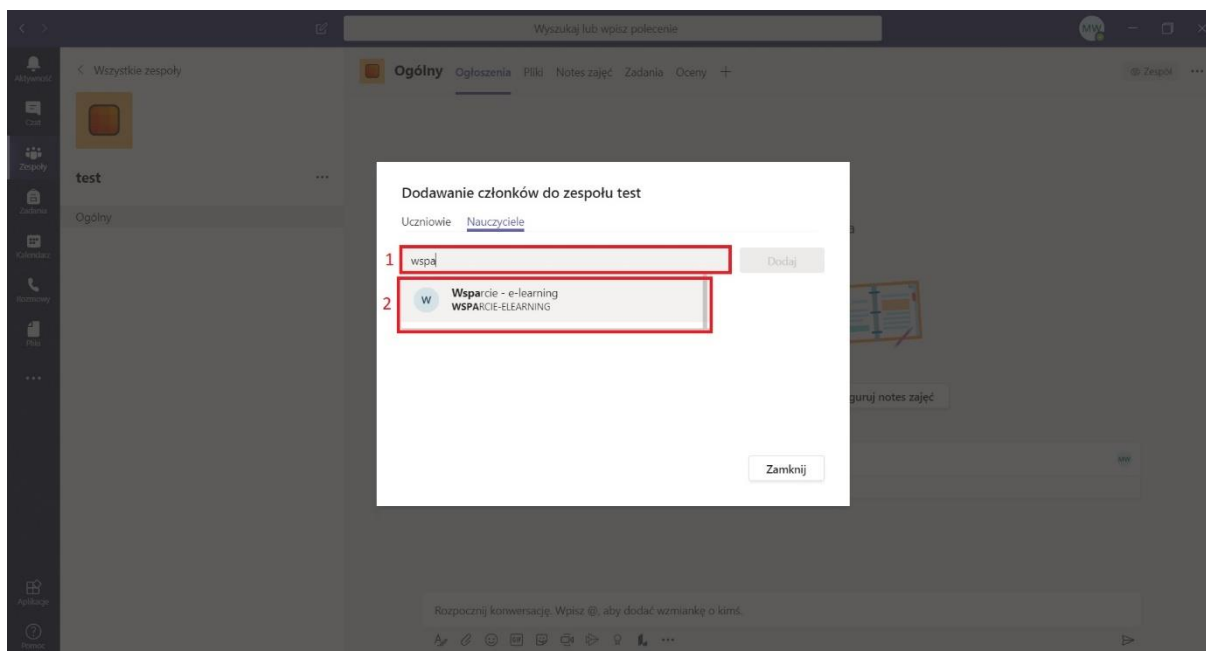 Wyszukaj lub wpisz polecenie
MW
Aktywność
Czat
Zespoły
Zadania
Kalendarz
Rozmowy
Pliki
Aplikacje
Pomoc
Wszystkie zespoły
test
Ogólny
Ogólny Ogłoszenia Pliki Notes zajęć Zadania Oceny
Zespół
Dodawanie członków do zespołu test
Uczniowie Nauczyciele
1 wspa Dodaj
2 W Wsparcie - e-learning
WSPARCIE-ELEARNING
guruj notes zajęć
Zamknij
MW
Rozpocznij konwersację. Wpisz @, aby dodać wzmiankę o kimś.